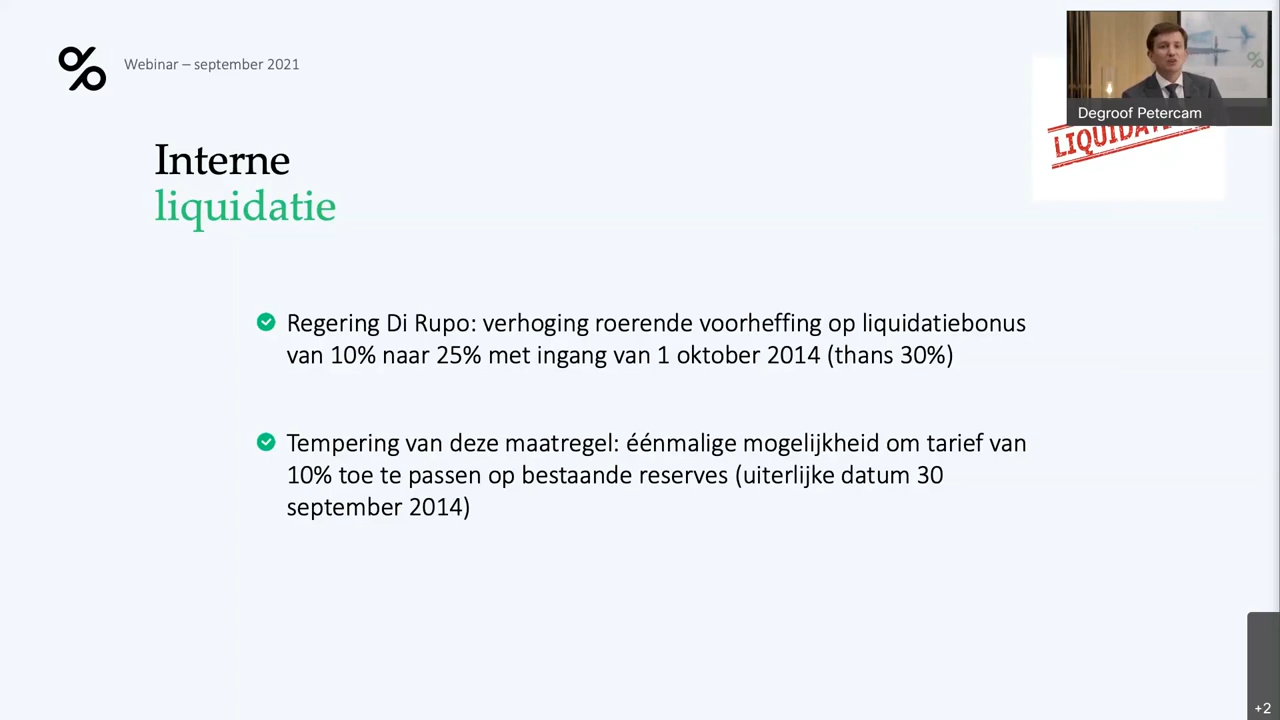 Webinar – september 2021
Degroof Petercam
Interne
liquidatie
Regering Di Rupo: verhoging roerende voorheffing op liquidatiebonus
van 10% naar 25% met ingang van 1 oktober 2014 (thans 30%)
Tempering van deze maatregel: éénmalige mogelijkheid om tarief van
10% toe te passen op bestaande reserves (uiterlijke datum 30
september 2014)
+2